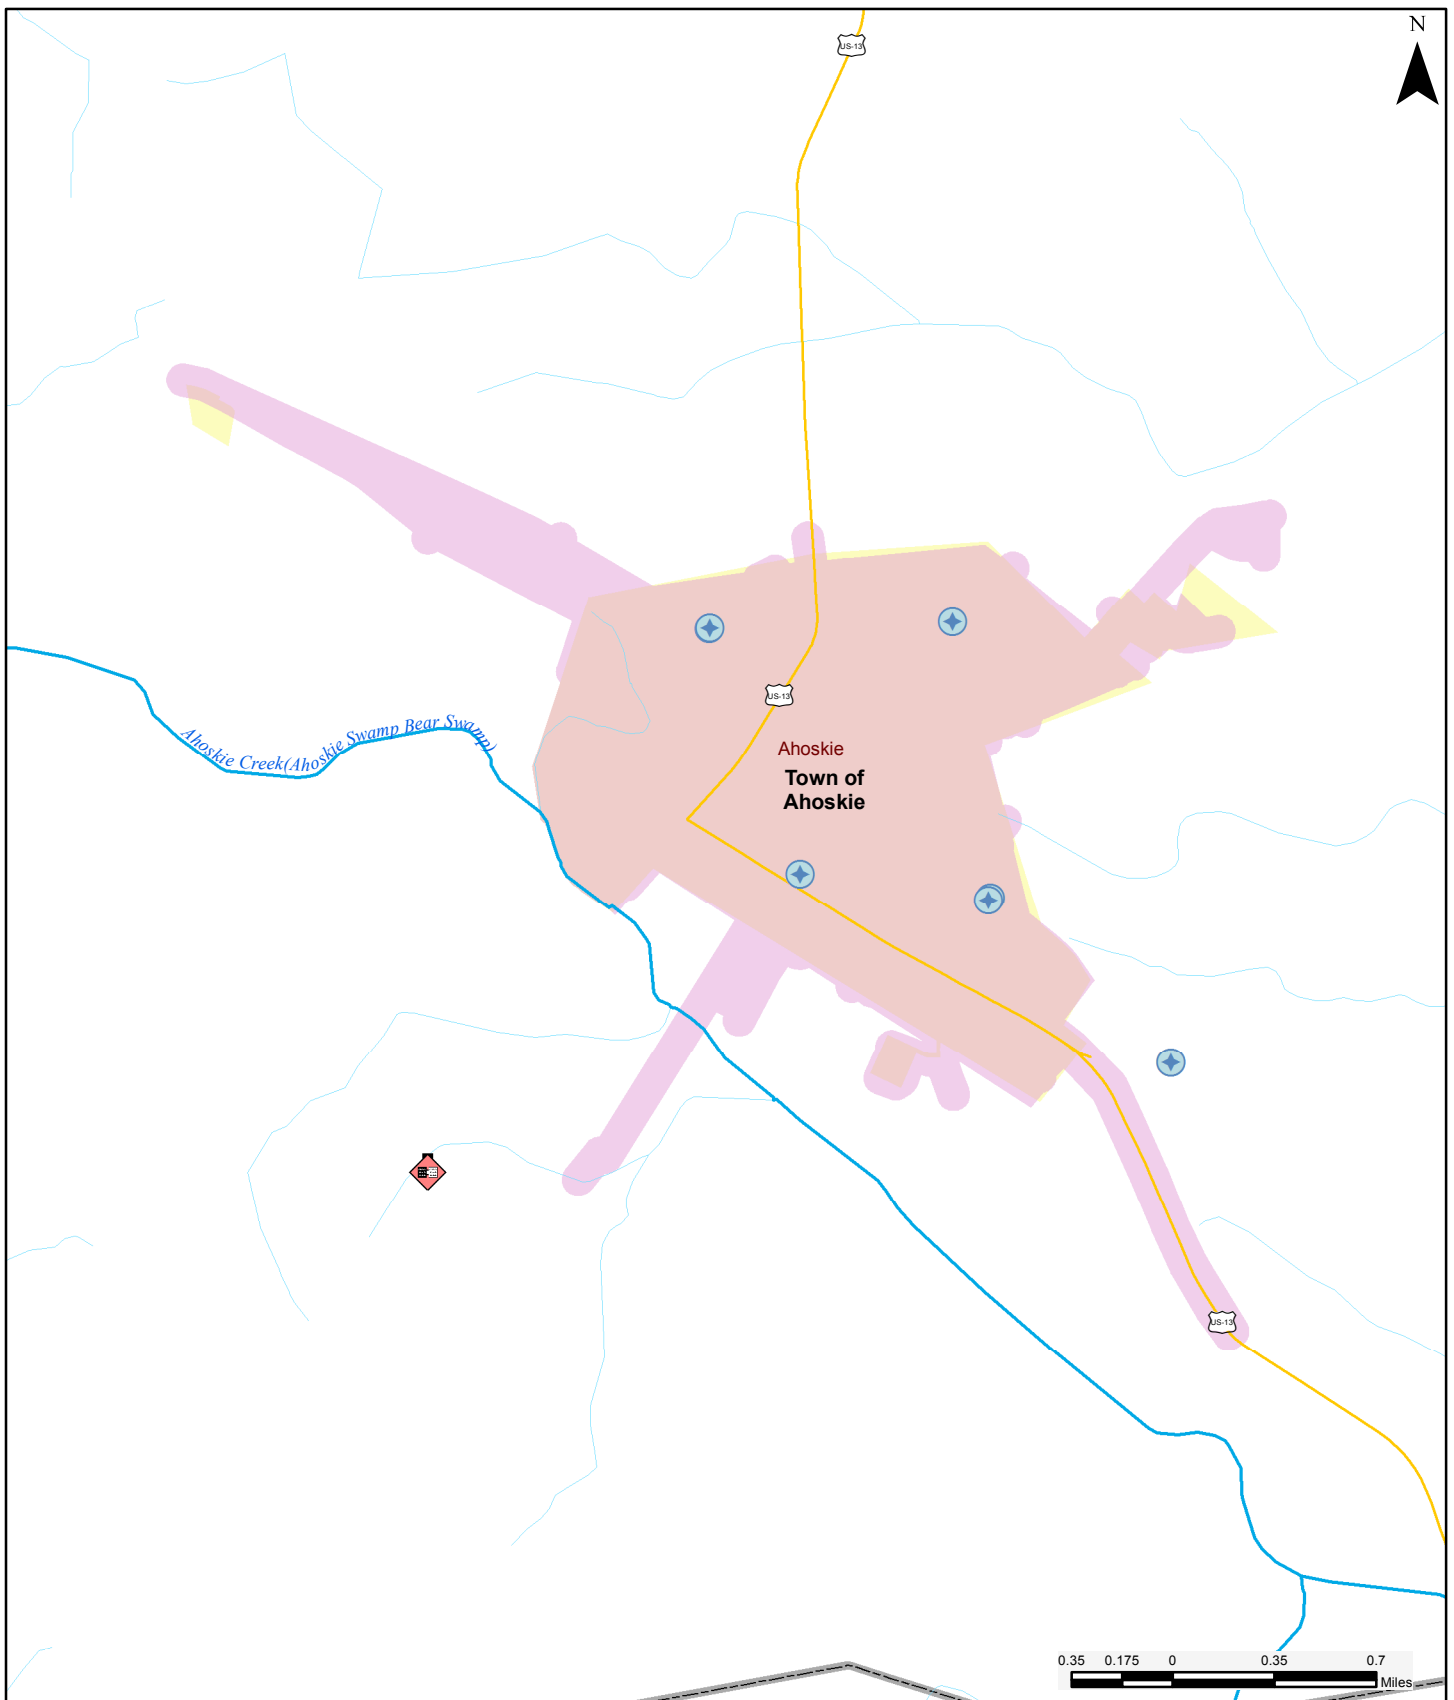 N
US-13
US-13
Ahoskie Creek(Ahoskie Swamp Bear Swamp)
Ahoskie
Town of
Ahoskie
US-13
0.35 0.175 0 0.35 0.7
Miles